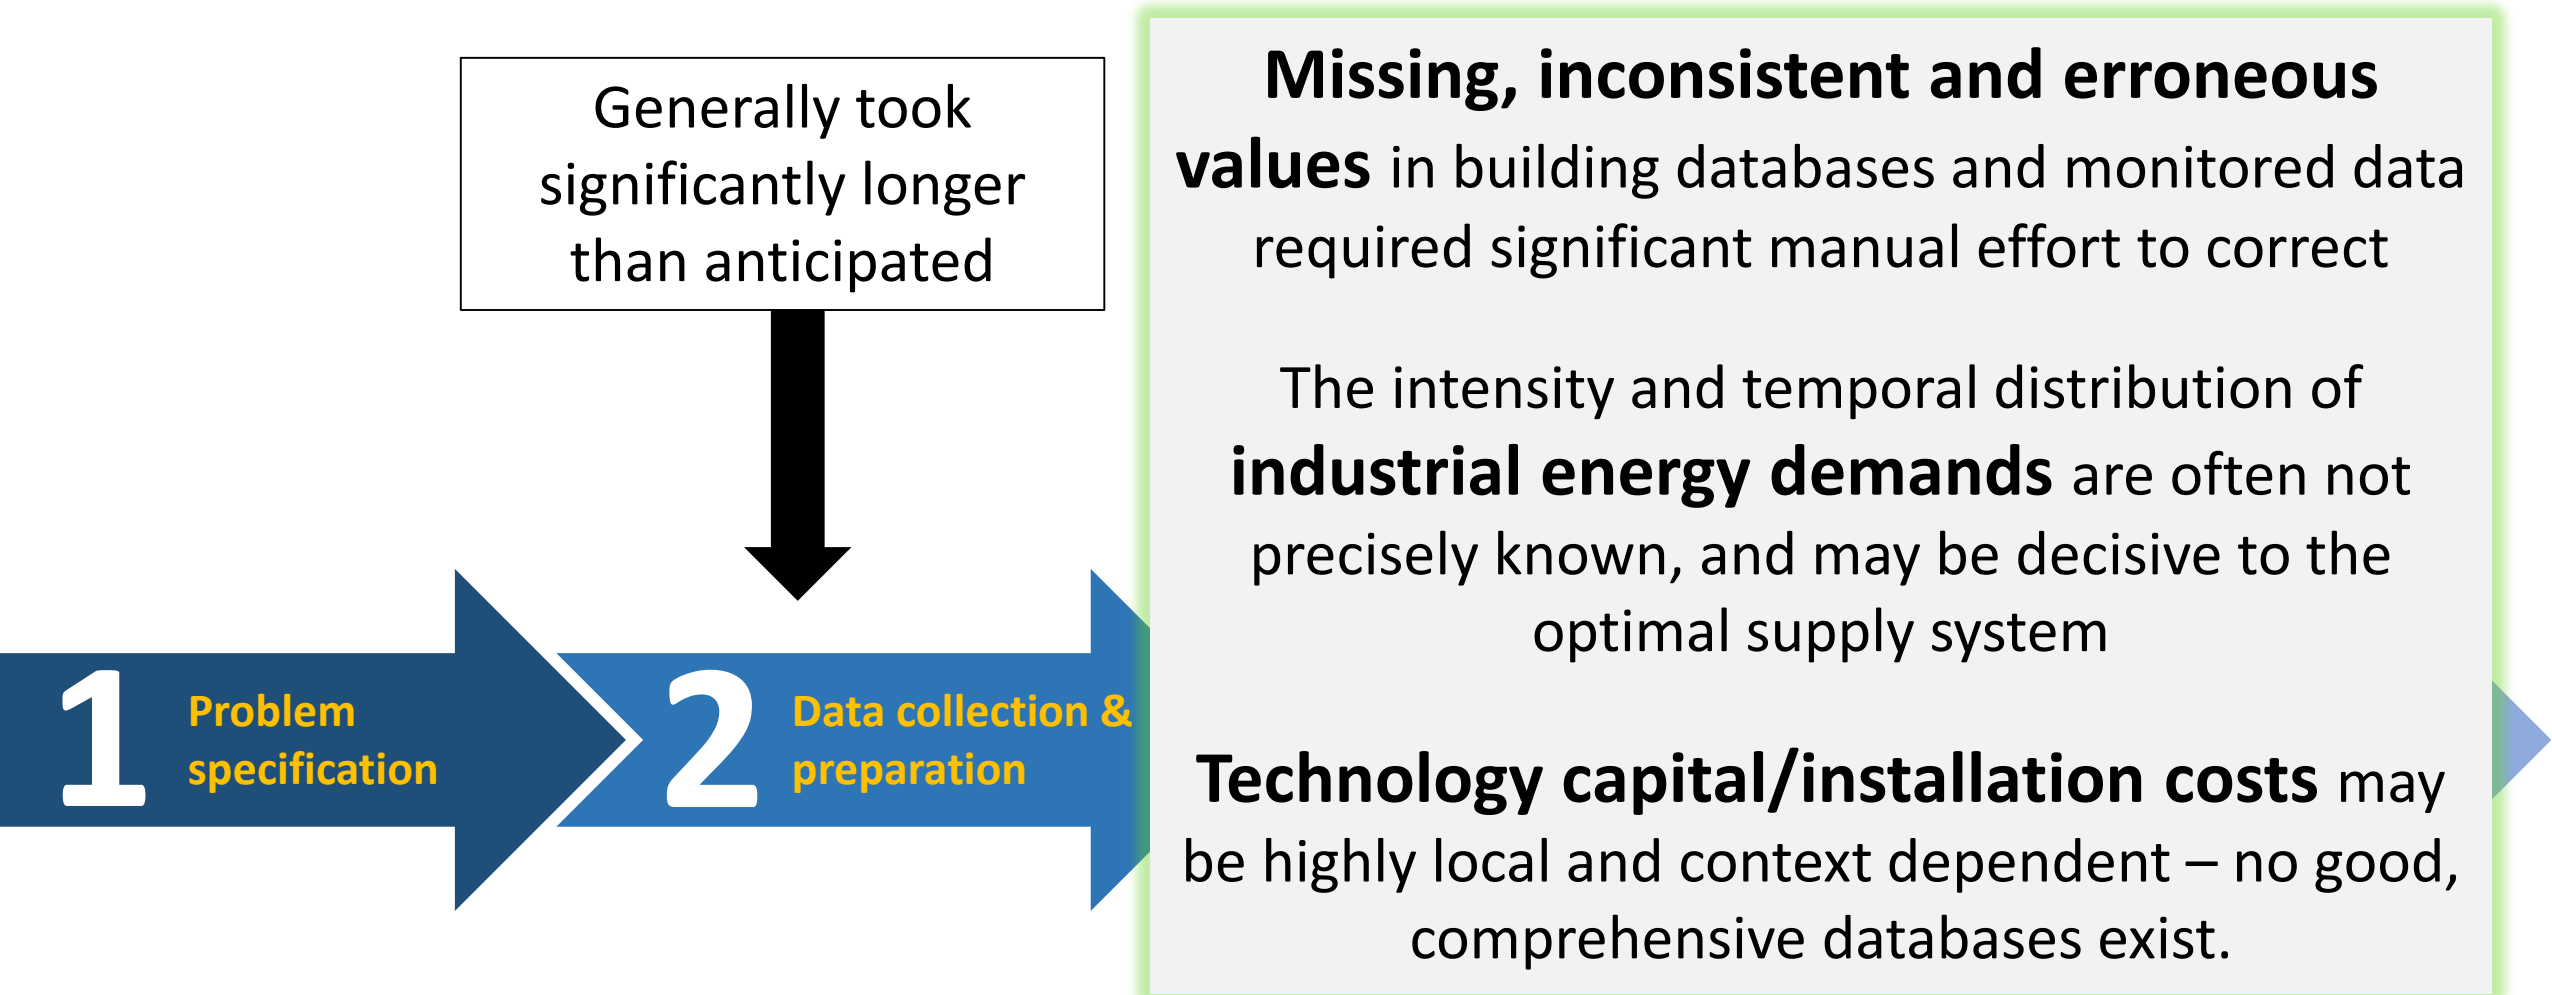 Generally took
significantly longer
than anticipated
1
Problem
specification
2
Data collection &
preparation
Missing, inconsistent and erroneous
values in building databases and monitored data
required significant manual effort to correct
The intensity and temporal distribution of
industrial energy demands are often not
precisely known, and may be decisive to the
optimal supply system
Technology capital/installation costs may
be highly local and context dependent – no good,
comprehensive databases exist.